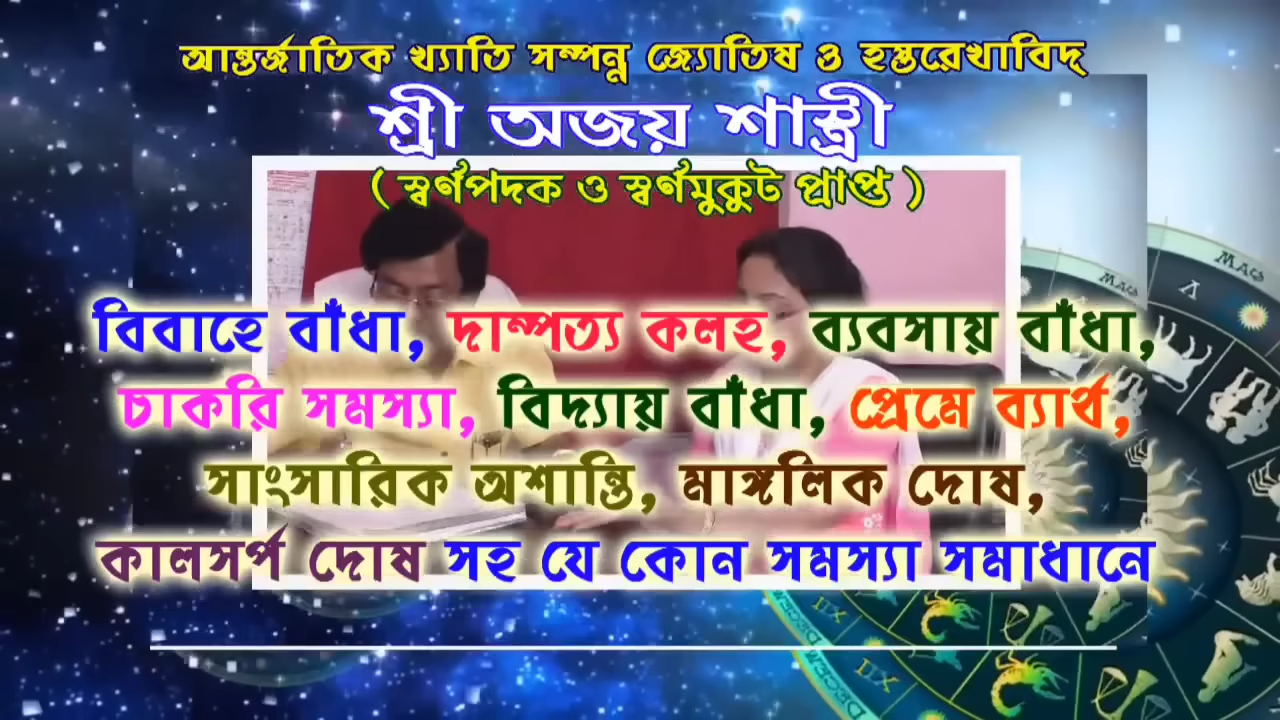 আন্তর্জাতিক খ্যাতি সম্পন্ন জ্যোতিষ ও হস্তরেখাবিদ্
শ্রী অজয় শাস্ত্রী
( স্বর্ণপদক ও স্বর্ণমুকুট প্রাপ্ত )
বিবাহে বাঁধা, দাম্পত্য কলহ, ব্যবসায় বাঁধা,
চাকরি সমস্যা, বিদ্যায় বাঁধা, প্রেমে ব্যার্থ,
সাংসারিক অশান্তি, মাঙ্গলিক দোষ,
কালসর্প দোষ সহ যে কোন সমস্যা সমাধানে